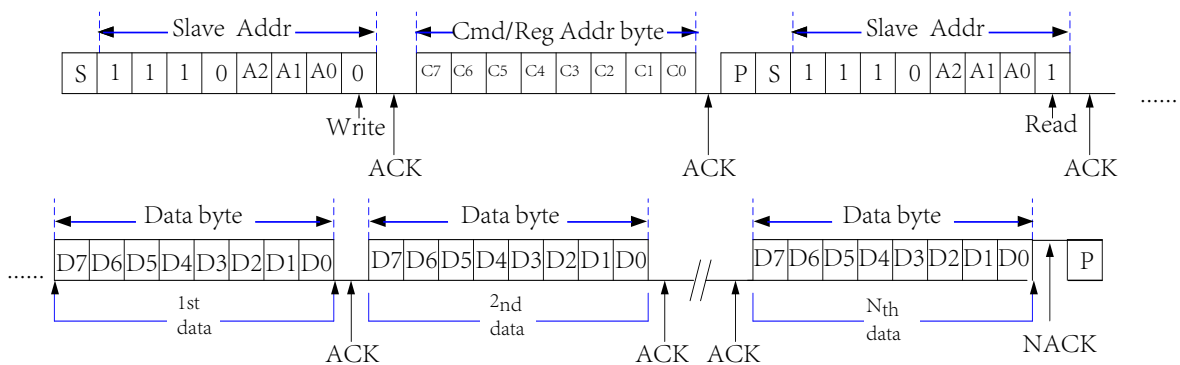 Slave Addr Cmd/Reg Addr byte Slave Addr
S 1 1 1 0 A2 A1 A0 0 C7 C6 C5 C4 C3 C2 C1 C0 P S 1 1 1 0 A2 A1 A0 1 ......
Write Read
ACK ACK ACK
Data byte Data byte Data byte
...... D7 D6 D5 D4 D3 D2 D1 D0 D7 D6 D5 D4 D3 D2 D1 D0 // D7 D6 D5 D4 D3 D2 D1 D0 P
1st 2nd Nth
data data data
ACK ACK ACK NACK